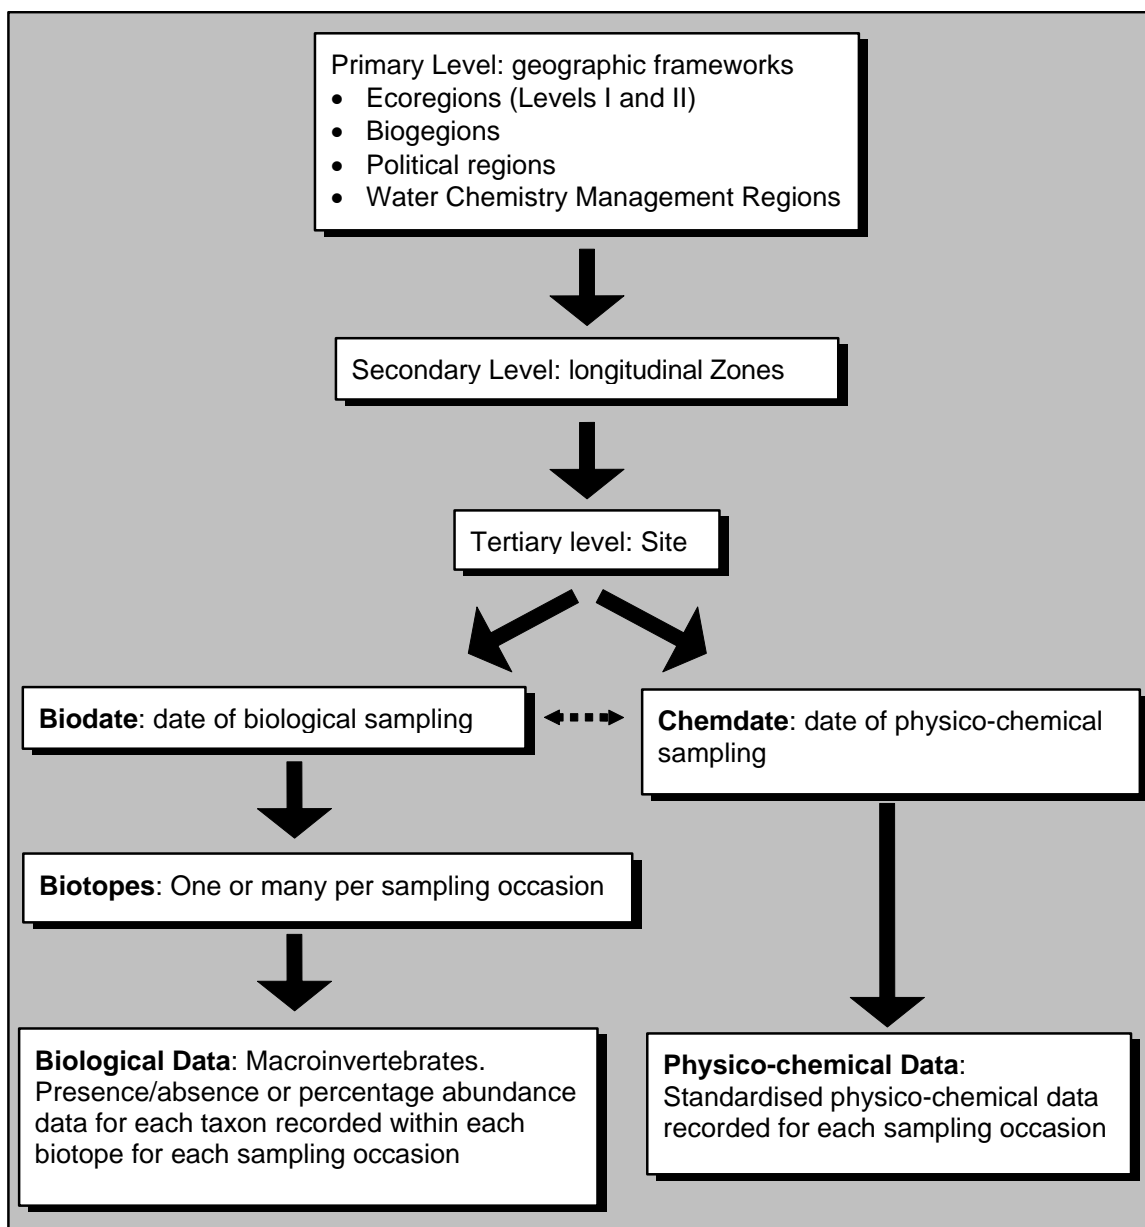 Primary Level: geographic frameworks
• Ecoregions (Levels I and II)
• Biogegions
• Political regions
• Water Chemistry Management Regions
Secondary Level: longitudinal Zones
Tertiary level: Site
Biodate: date of biological sampling
Chemdate: date of physico-chemical
sampling
Biotopes: One or many per sampling occasion
Biological Data: Macroinvertebrates.
Presence/absence or percentage abundance
data for each taxon recorded within each
biotope for each sampling occasion
Physico-chemical Data:
Standardised physico-chemical data
recorded for each sampling occasion